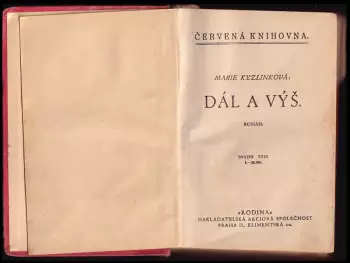 ČERVENÁ KNIHOVNA.
MARIE KYZLINKOVÁ:
DÁL A VÝŠ.
ROMÁN.
SVAZEK XXIII.
»RODINA«
NAKLADATELSKÁ AKCIOVÁ SPOLEČNOST
PRAHA II., KLIMENTSKÁ